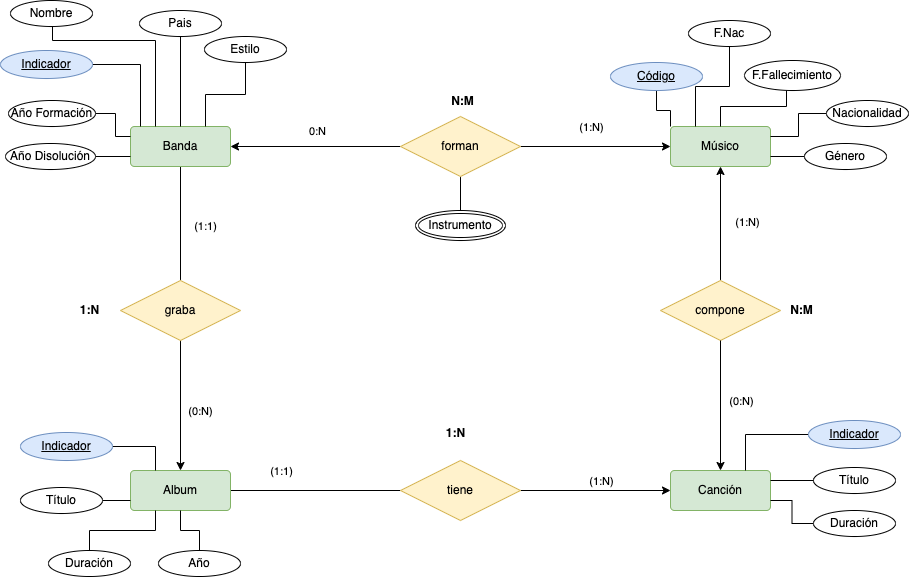 Nombre
Pais
Estilo
Indicador
Año Formación
Año Disolución
Banda
0:N
N:M
forman
Instrumento
(1:N)
F.Nac
Código
F.Fallecimiento
Nacionalidad
Género
Músico
(1:1)
1:N
graba
(0:N)
(1:N)
compone
N:M
(0:N)
Indicador
Título
Duración
Año
Album
(1:1)
1:N
tiene
(1:N)
Canción
Indicador
Título
Duración